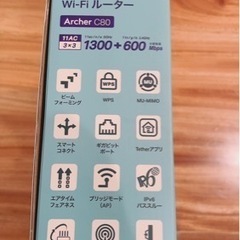 Wi-Fi ルーター
Archer C80
11AC
3×3
1300+600 Mbps
ビーム
フォーミング
WPS
MU-MIMO
スマート
コネクト
ギガビット
ポート
Tetherアプリ
エアタイム
フェアネス
ブリッジモード
(AP)
IPv6
パススルー